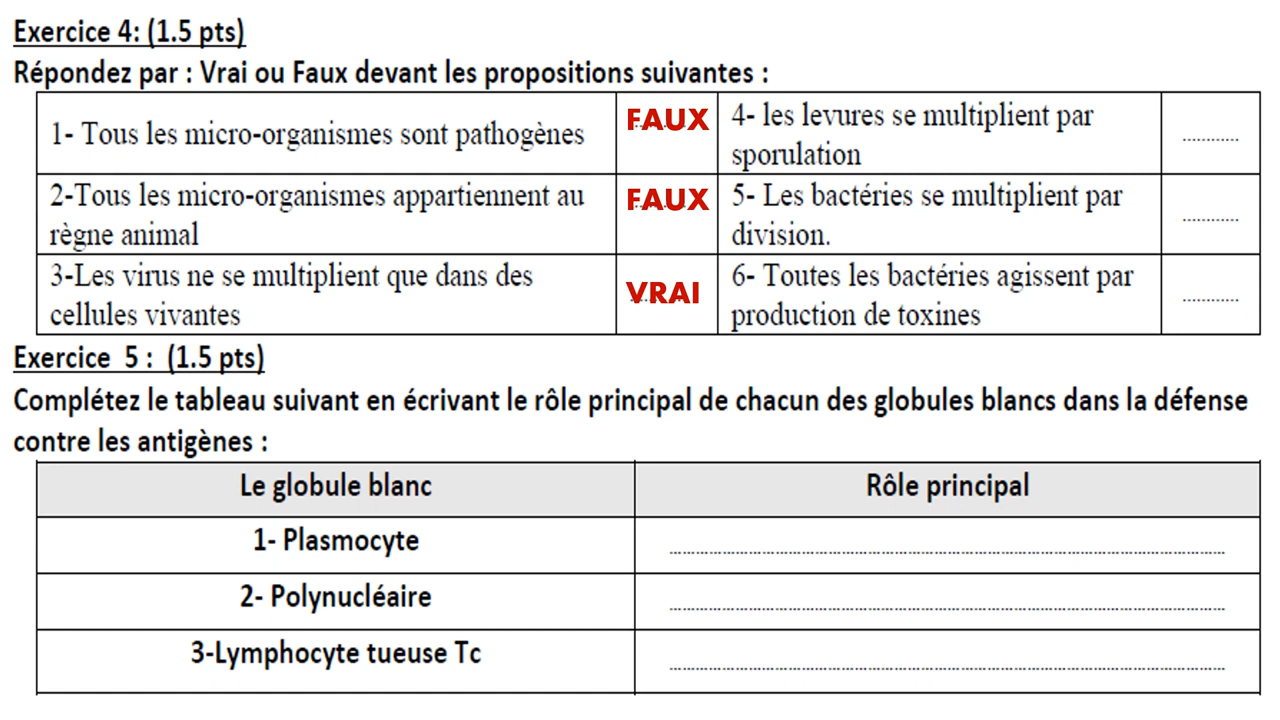 Exercice 4: (1.5 pts)
Répondez par : Vrai ou Faux devant les propositions suivantes :
1- Tous les micro-organismes sont pathogènes
FAUX
4- les levures se multiplient par
sporulation
............
2-Tous les micro-organismes appartiennent au
règne animal
FAUX
5- Les bactéries se multiplient par
division.
............
3-Les virus ne se multiplient que dans des
cellules vivantes
VRAI
6- Toutes les bactéries agissent par
production de toxines
............
Exercice 5 : (1.5 pts)
Complétez le tableau suivant en écrivant le rôle principal de chacun des globules blancs dans la défense
contre les antigènes :
Le globule blanc
Rôle principal
1- Plasmocyte
2- Polynucléaire
3-Lymphocyte tueuse Tc